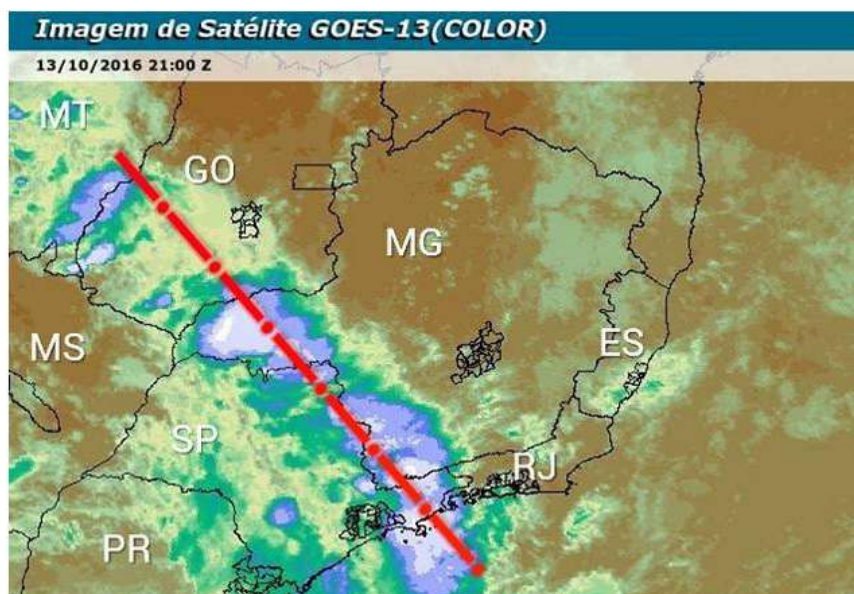 Imagem de Satélite GOES-13(COLOR)
13/10/2016 21:00 Z
MT
GO
MG
MS
ES
SP
RJ
PR